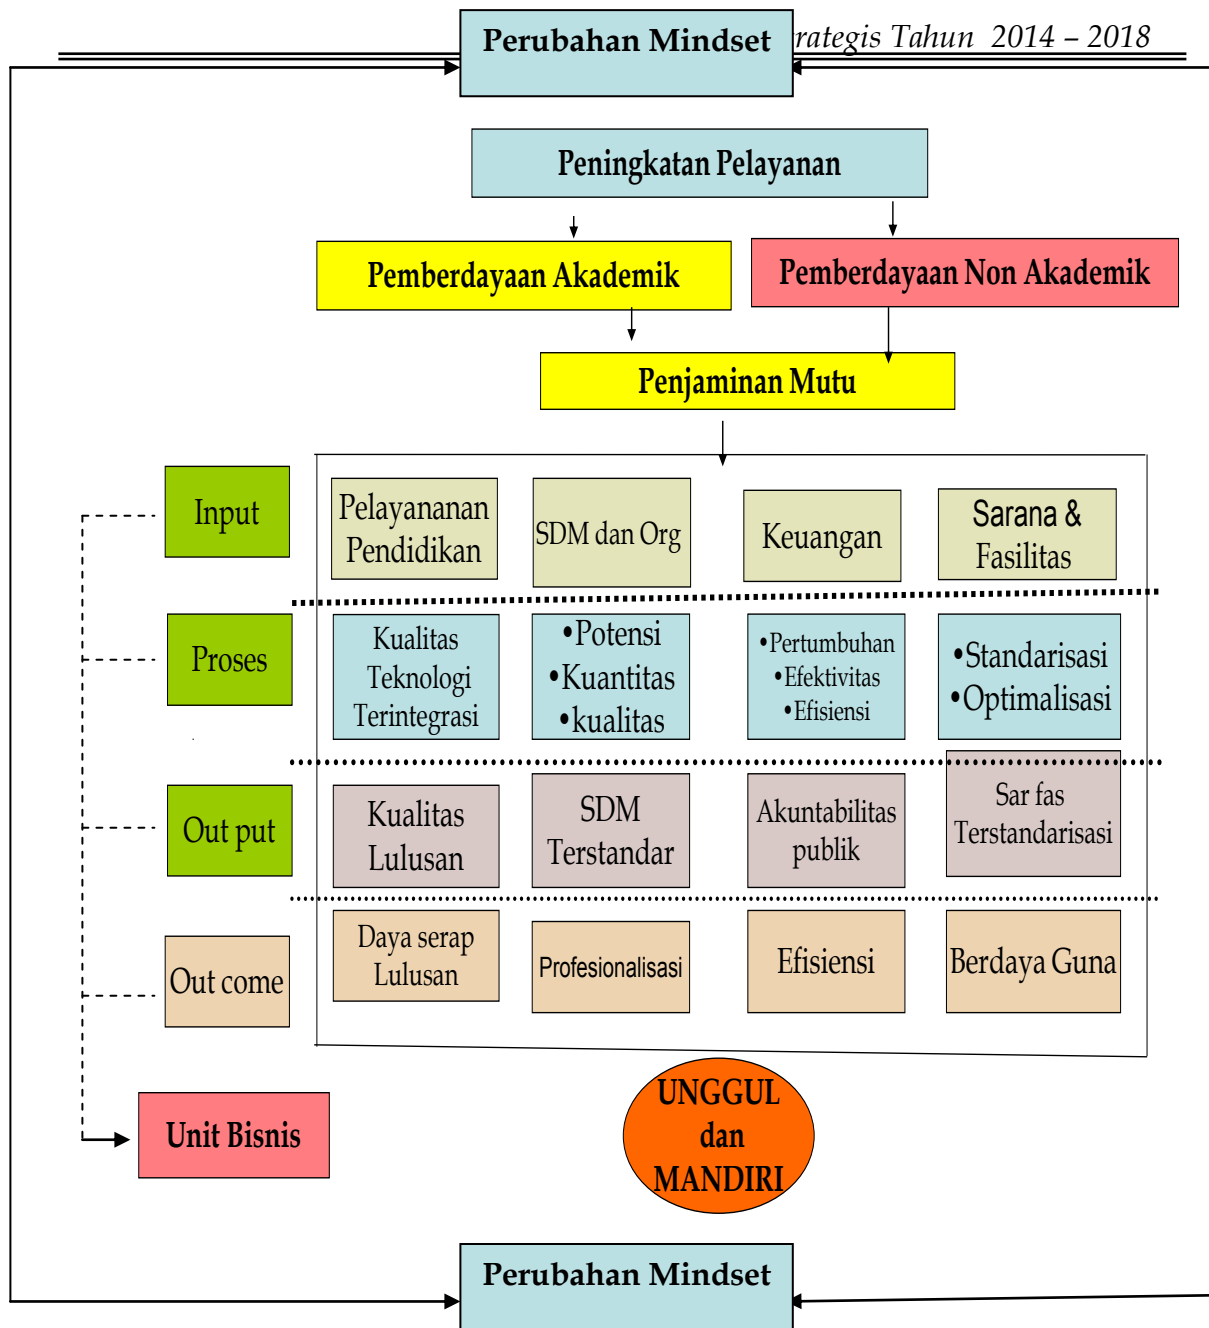 Perubahan Mindset
rategis Tahun 2014 – 2018
Peningkatan Pelayanan
Pemberdayaan Akademik
Pemberdayaan Non Akademik
Penjaminan Mutu
Input
Pelayananan
Pendidikan
SDM dan Org
Keuangan
Sarana &
Fasilitas
Proses
Kualitas
Teknologi
Terintegrasi
•Potensi
•Kuantitas
•kualitas
•Pertumbuhan
•Efektivitas
•Efisiensi
•Standarisasi
•Optimalisasi
Out put
Kualitas
Lulusan
SDM
Terstandar
Akuntabilitas
publik
Sar fas
Terstandarisasi
Out come
Daya serap
Lulusan
Profesionalisasi
Efisiensi
Berdaya Guna
Unit Bisnis
UNGGUL
dan
MANDIRI
Perubahan Mindset